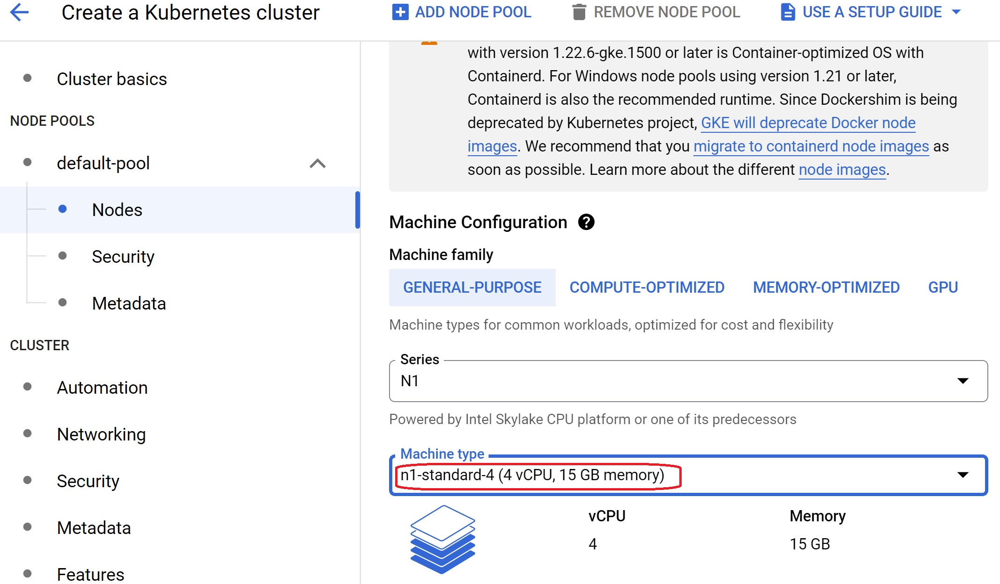 Create a Kubernetes cluster
ADD NODE POOL
REMOVE NODE POOL
USE A SETUP GUIDE
Cluster basics
NODE POOLS
default-pool
Nodes
Security
Metadata
CLUSTER
Automation
Networking
Security
Metadata
Features
with version 1.22.6-gke.1500 or later is Container-optimized OS with
Containerd. For Windows node pools using version 1.21 or later,
Containerd is also the recommended runtime. Since Dockershim is being
deprecated by Kubernetes project, GKE will deprecate Docker node
images. We recommend that you migrate to containerd node images as
soon as possible. Learn more about the different node images.
Machine Configuration
Machine family
GENERAL-PURPOSE
COMPUTE-OPTIMIZED
MEMORY-OPTIMIZED
GPU
Machine types for common workloads, optimized for cost and flexibility
Series
N1
Powered by Intel Skylake CPU platform or one of its predecessors
Machine type
n1-standard-4 (4 vCPU, 15 GB memory)
vCPU
Memory
4
15 GB